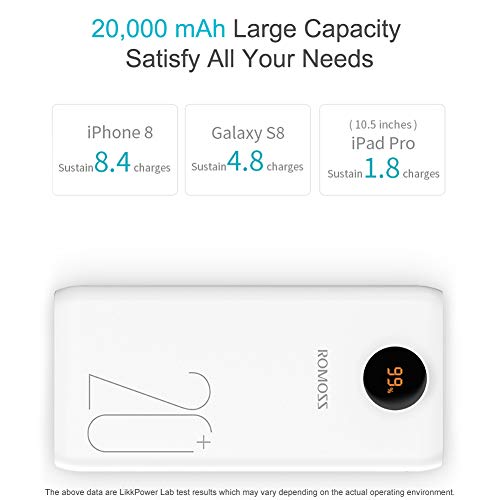 20,000 mAh Large Capacity
Satisfy All Your Needs
iPhone 8
Sustain 8.4 charges
Galaxy S8
Sustain 4.8 charges
( 10.5 inches )
iPad Pro
Sustain 1.8 charges
20+
ROMOSS
99%
The above data are LikkPower Lab test results which may vary depending on the actual operating environment.